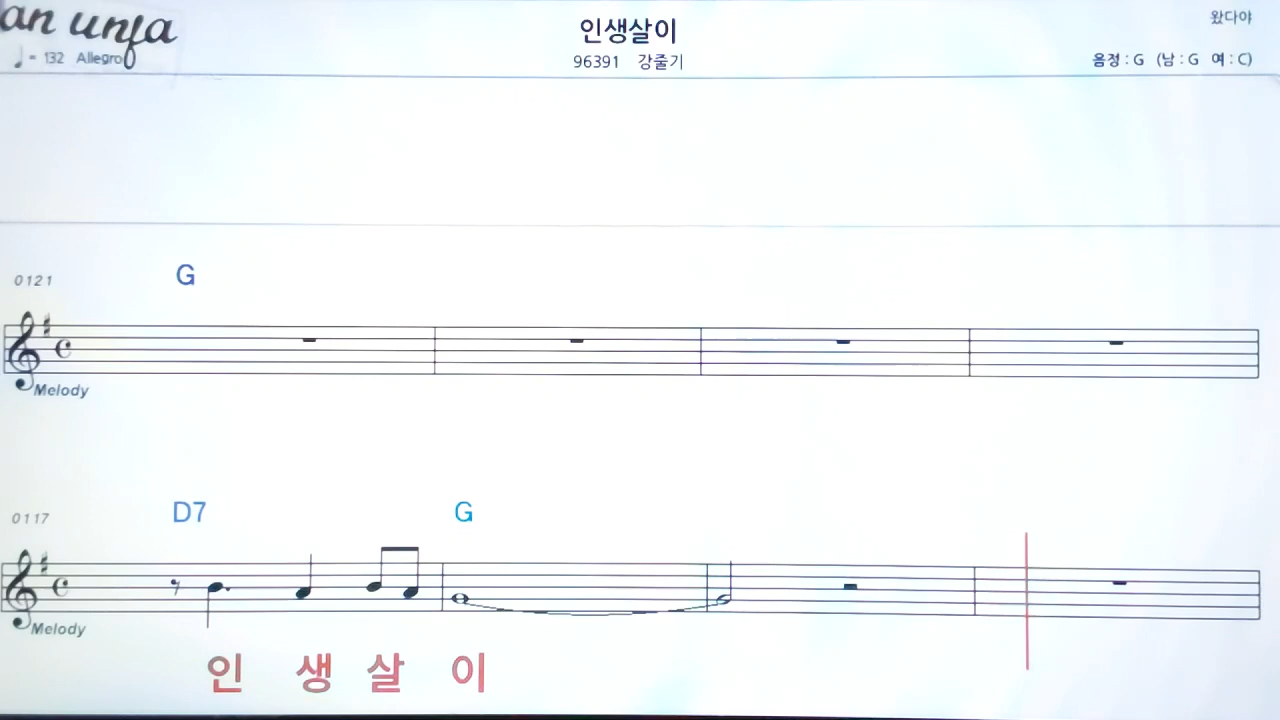 an unja
♩= 132 Allegro
인생살이
96391 강줄기
왔다야
음정 : G (남 : G 여 : C)
0121
G
Melody
0117
D7 G
Melody
인 생 살 이